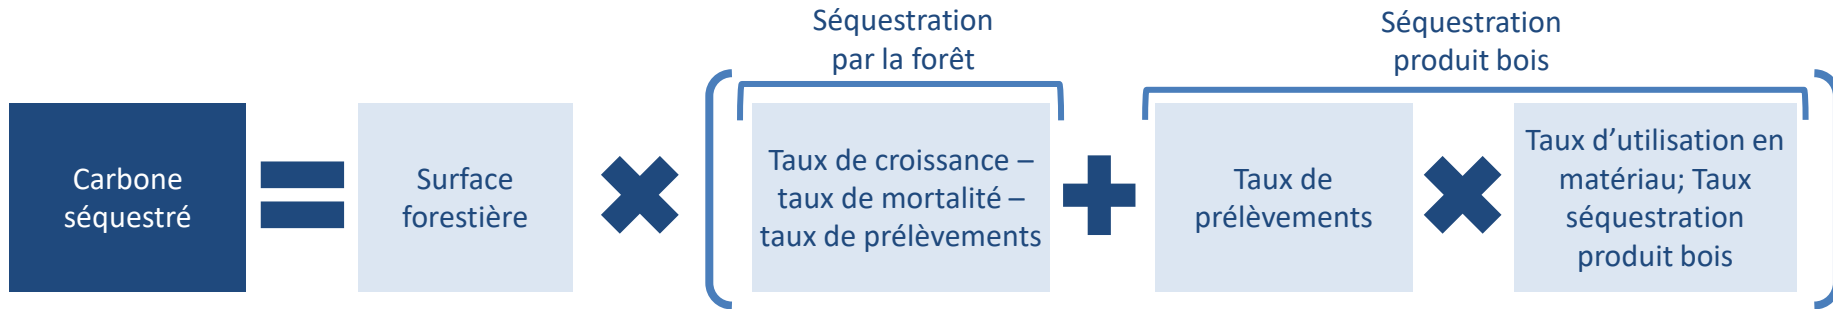 Séquestration
par la forêt
Séquestration
produit bois
Carbone
séquestré
Surface
forestière
Taux de croissance –
taux de mortalité –
taux de prélèvements
Taux de
prélèvements
Taux d’utilisation en
matériau; Taux
séquestration
produit bois